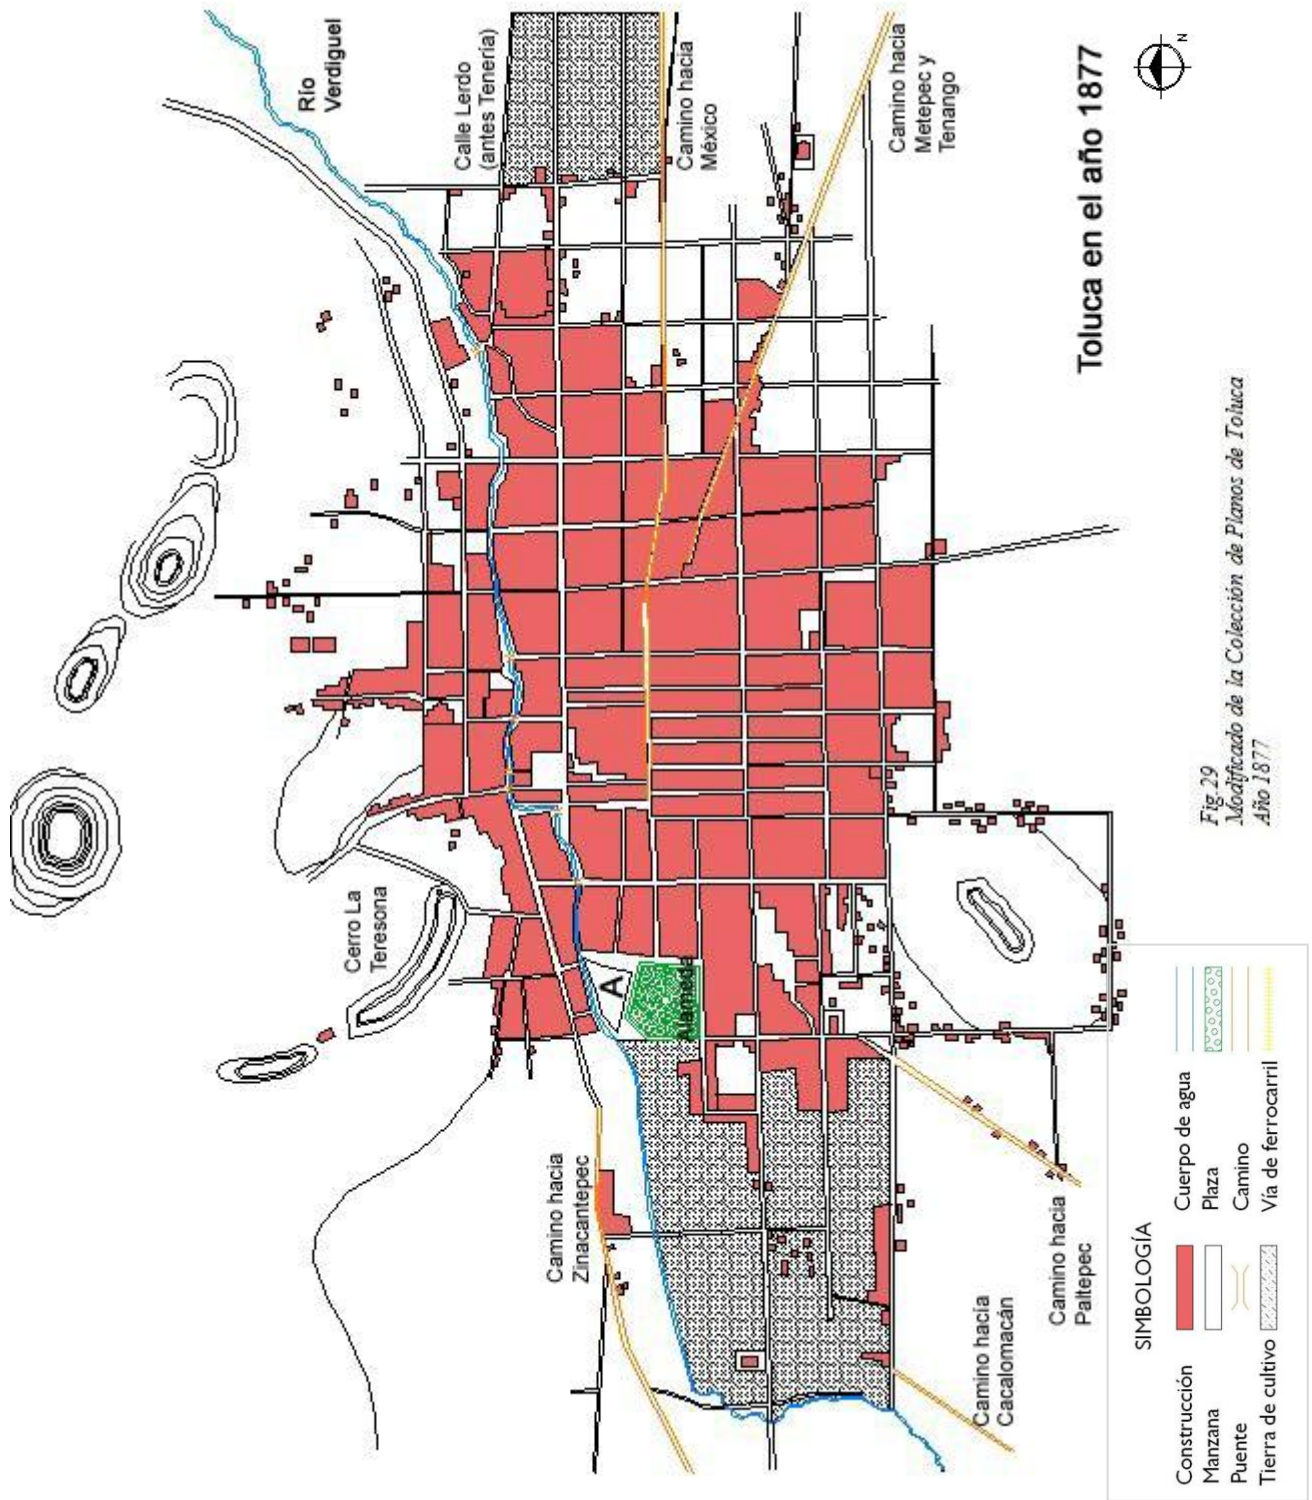 Río
Verdiguel
Calle Lerdo
(antes Tenería)
Camino hacia
México
Camino hacia
Metepec y
Tenango
Toluca en el año 1877
N
Cerro La
Teresona
A
Alameda
Camino hacia
Zinacantepec
Camino hacia
Cacalomacán
Camino hacia
Paltepec
Fig 29
Modificado de la Colección de Planos de Toluca
Año 1877
SIMBOLOGÍA
Construcción
Manzana
Puente
Tierra de cultivo
Cuerpo de agua
Plaza
Camino
Vía de ferrocarril